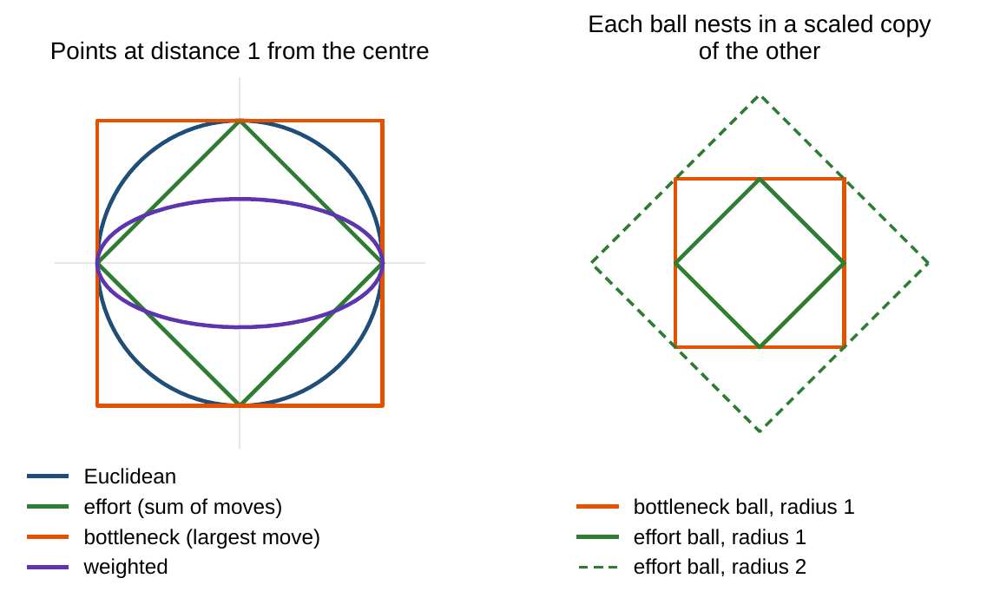 Points at distance 1 from the centre
Euclidean
effort (sum of moves)
bottleneck (largest move)
weighted
Each ball nests in a scaled copy
of the other
bottleneck ball, radius 1
effort ball, radius 1
effort ball, radius 2